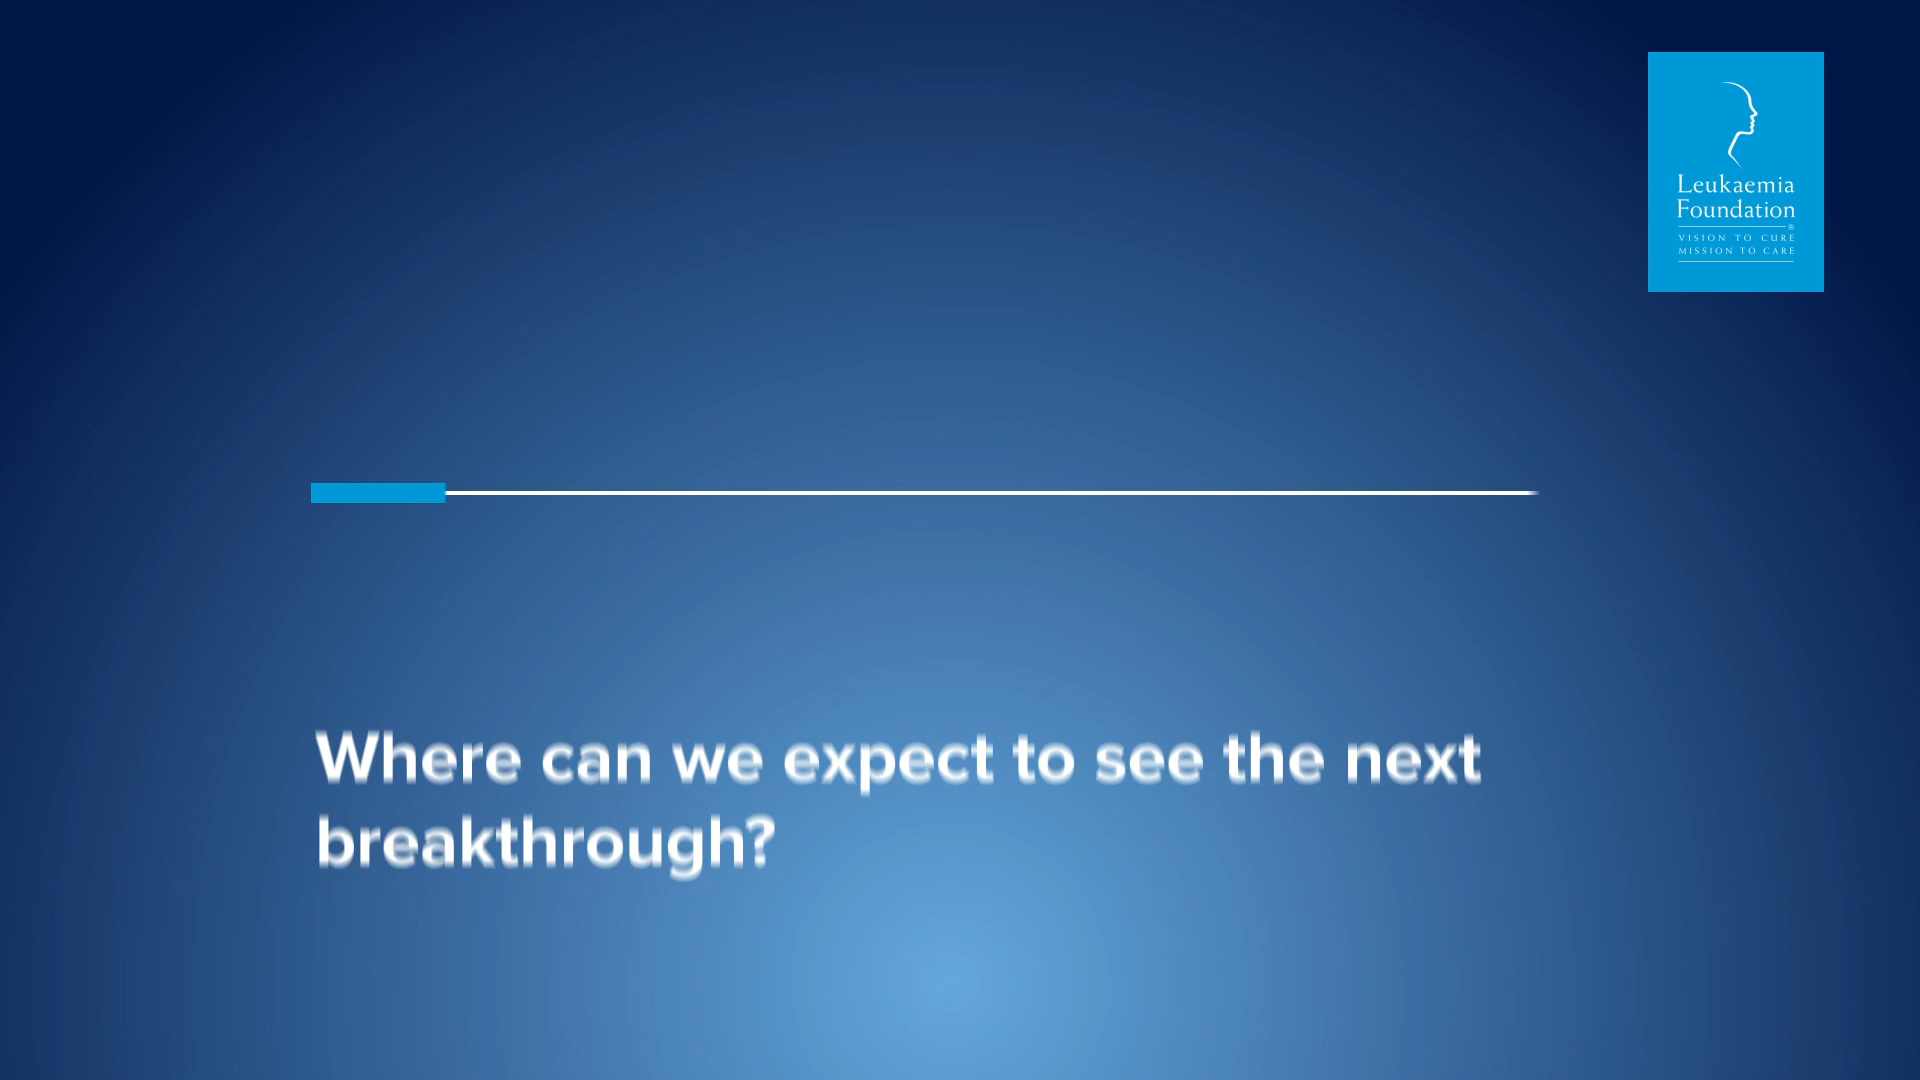 Leukaemia
Foundation
®
VISION TO CURE
MISSION TO CARE
Where can we expect to see the next
breakthrough?